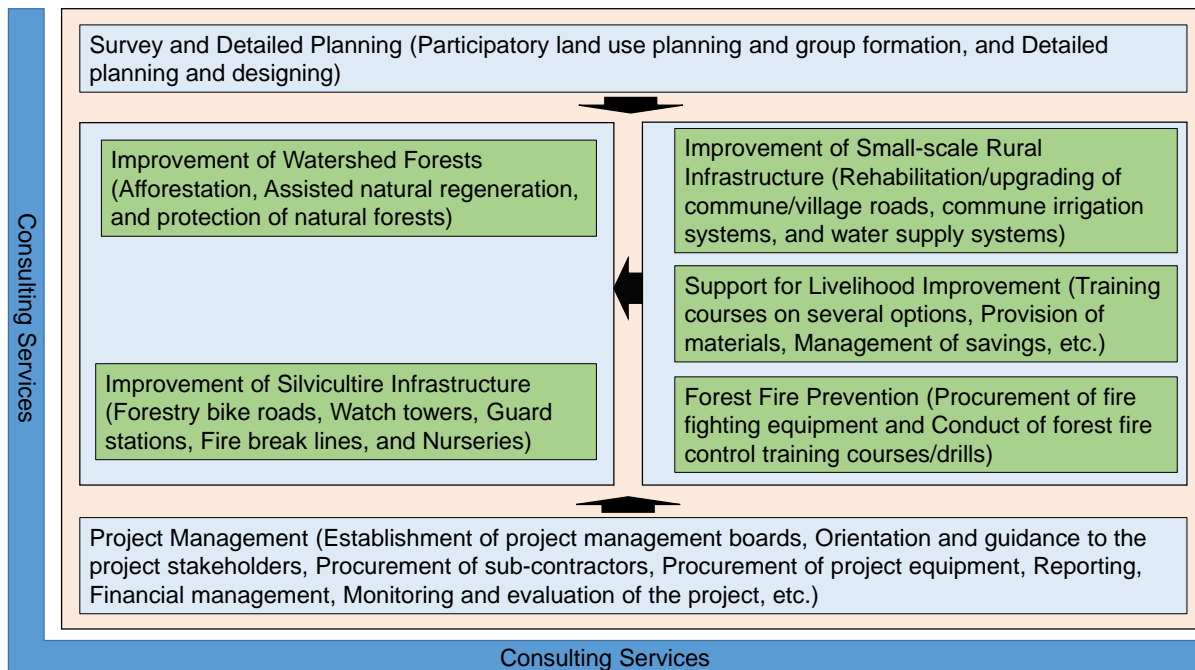 Survey and Detailed Planning (Participatory land use planning and group formation, and Detailed
planning and designing)
Improvement of Watershed Forests
(Afforestation, Assisted natural regeneration,
and protection of natural forests)
Improvement of Silvicultire Infrastructure
(Forestry bike roads, Watch towers, Guard
stations, Fire break lines, and Nurseries)
Improvement of Small-scale Rural
Infrastructure (Rehabilitation/upgrading of
commune/village roads, commune irrigation
systems, and water supply systems)
Support for Livelihood Improvement (Training
courses on several options, Provision of
materials, Management of savings, etc.)
Forest Fire Prevention (Procurement of fire
fighting equipment and Conduct of forest fire
control training courses/drills)
Project Management (Establishment of project management boards, Orientation and guidance to the
project stakeholders, Procurement of sub-contractors, Procurement of project equipment, Reporting,
Financial management, Monitoring and evaluation of the project, etc.)
Consulting Services
Consulting Services